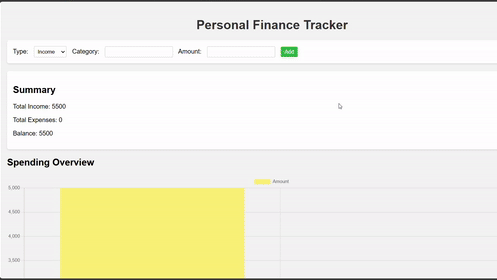 Personal Finance Tracker
Type: Income Category: Amount: Add
Summary
Total Income: 5500
Total Expenses: 0
Balance: 5500
Spending Overview
Amount
5,000
4,500
4,000
3,500